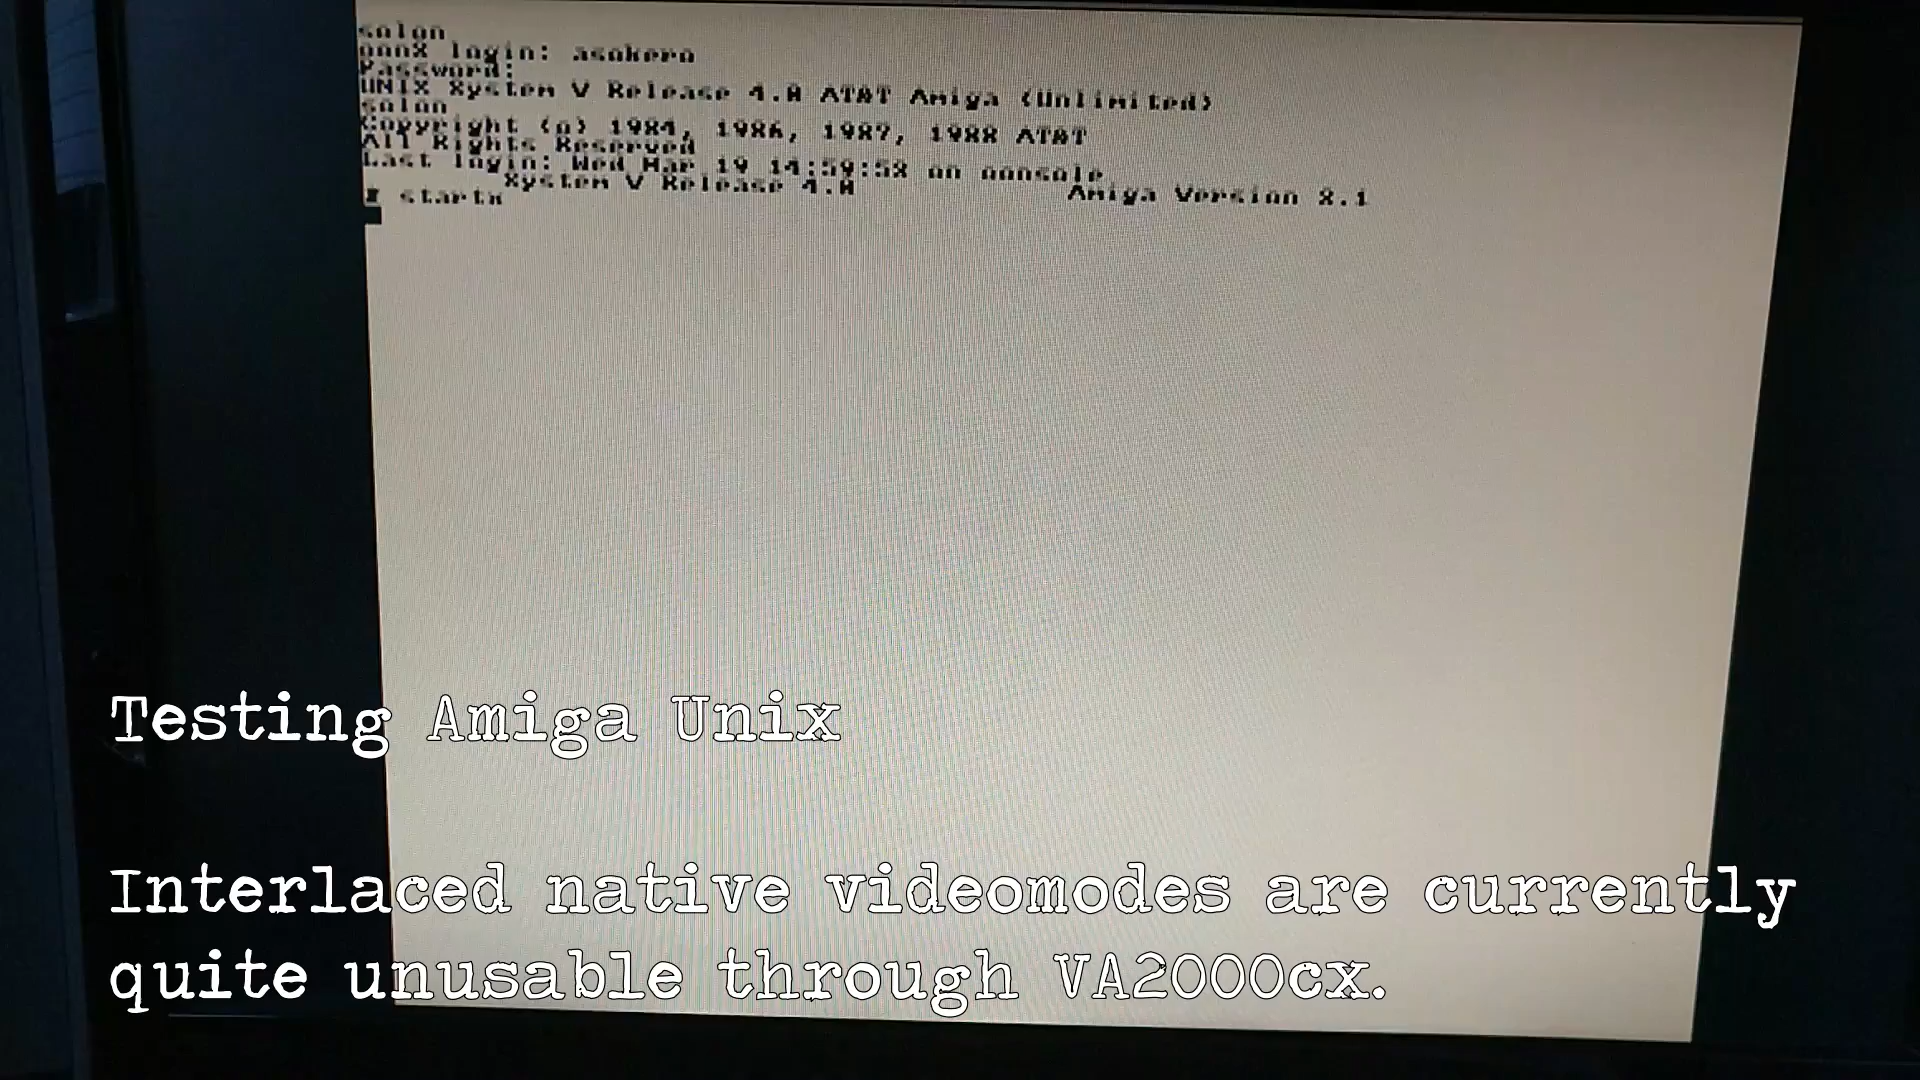 login:
Password:
UNIX System V Release 4.0 AT&T Amiga (Unlimited)
Copyright (c) 1984, 1986, 1987, 1988 AT&T
All Rights Reserved
Last login: Wed Mar 19 14:59:58 on console
System V Release 4.0 Amiga Version 2.1
# startx
Testing Amiga Unix
Interlaced native videomodes are currently
quite unusable through VA2000cx.